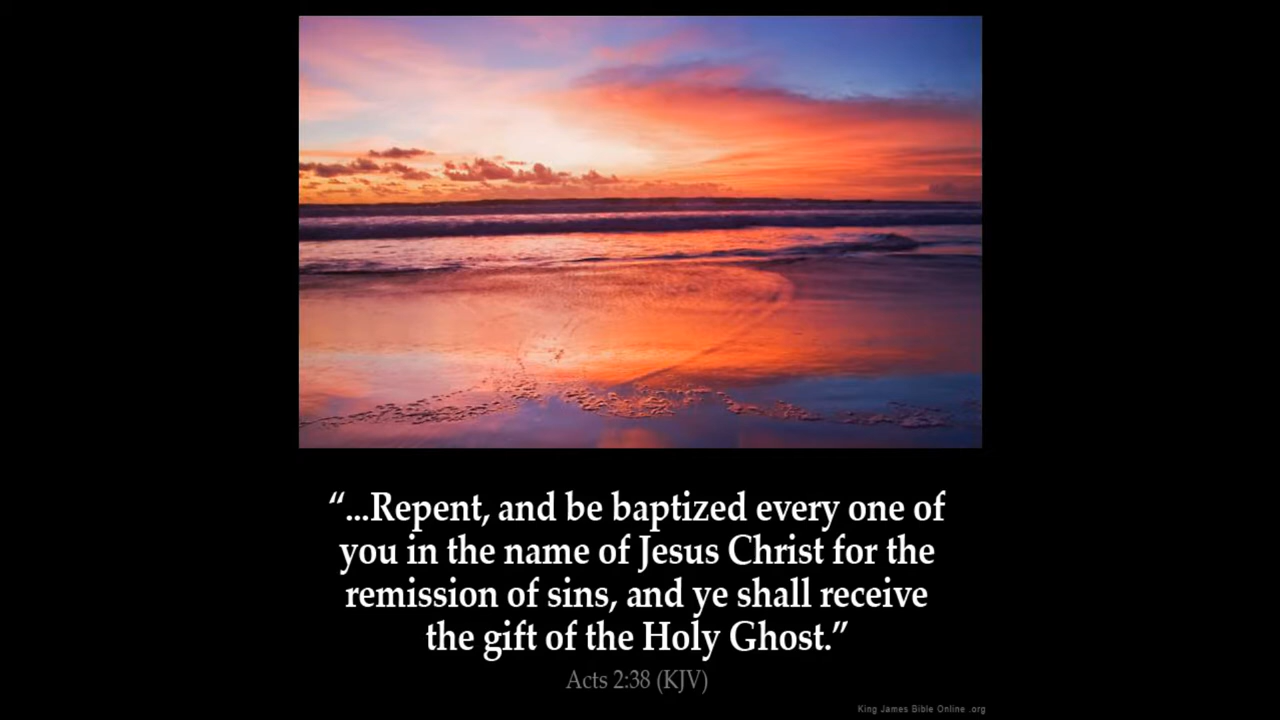 “...Repent, and be baptized every one of
you in the name of Jesus Christ for the
remission of sins, and ye shall receive
the gift of the Holy Ghost.”
Acts 2:38 (KJV)
King James Bible Online .org